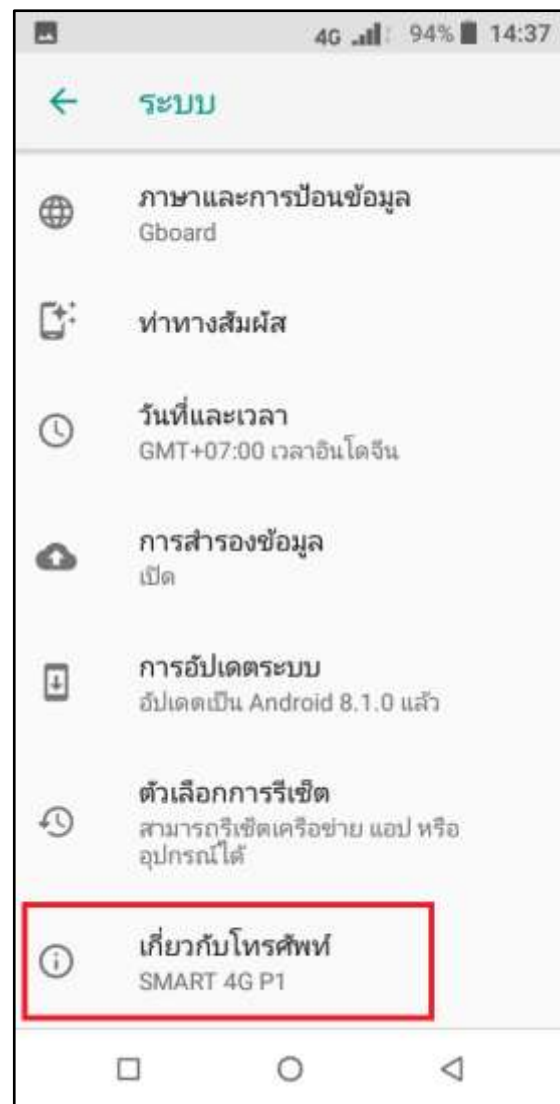 4G 94% 14:37
ระบบ
ภาษาและการป้อนข้อมูล
Gboard
ท่าทางสัมผัส
วันที่และเวลา
GMT+07:00 เวลาอินโดจีน
การสำรองข้อมูล
เปิด
การอัปเดตระบบ
อัปเดตเป็น Android 8.1.0 แล้ว
ตัวเลือกการรีเซ็ต
สามารถรีเซ็ตเครือข่าย แอป หรือ
อุปกรณ์ได้
เกี่ยวกับโทรศัพท์
SMART 4G P1